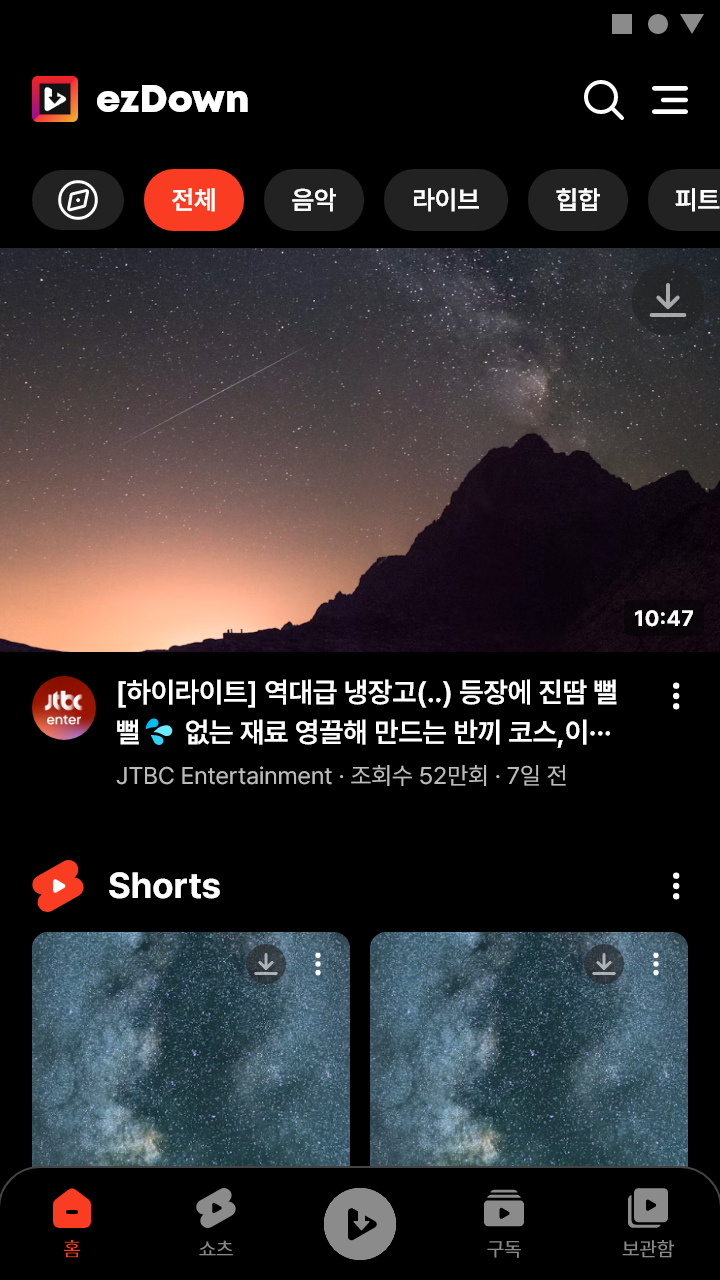 ezDown
전체 음악 라이브 힙합 피트
10:47
jtbc
enter
[하이라이트] 역대급 냉장고(..) 등장에 진땀 뻘
뻘💦 없는 재료 영끌해 만드는 반끼 코스,이…
JTBC Entertainment · 조회수 52만회 · 7일 전
Shorts
홈 쇼츠 구독 보관함